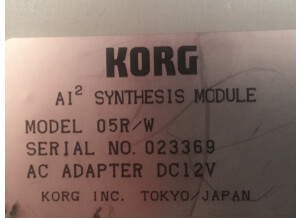 KORG
AI² SYNTHESIS MODULE
MODEL 05R/W
SERIAL NO. 023369
AC ADAPTER DC12V
KORG INC. TOKYO/JAPAN